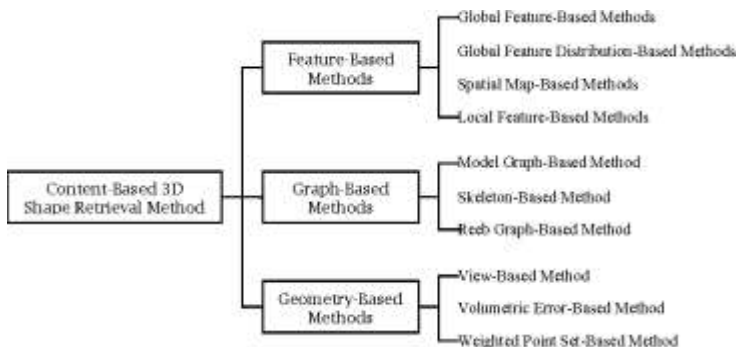 Global Feature-Based Methods
Feature-Based
Methods
Global Feature Distribution-Based Methods
Spatial Map-Based Methods
Local Feature-Based Methods
Content-Based 3D
Shape Retrieval Method
Graph-Based
Methods
Model Graph-Based Method
Skeleton-Based Method
Reeb Graph-Based Method
Geometry-Based
Methods
View-Based Method
Volumetric Error-Based Method
Weighted Point Set-Based Method